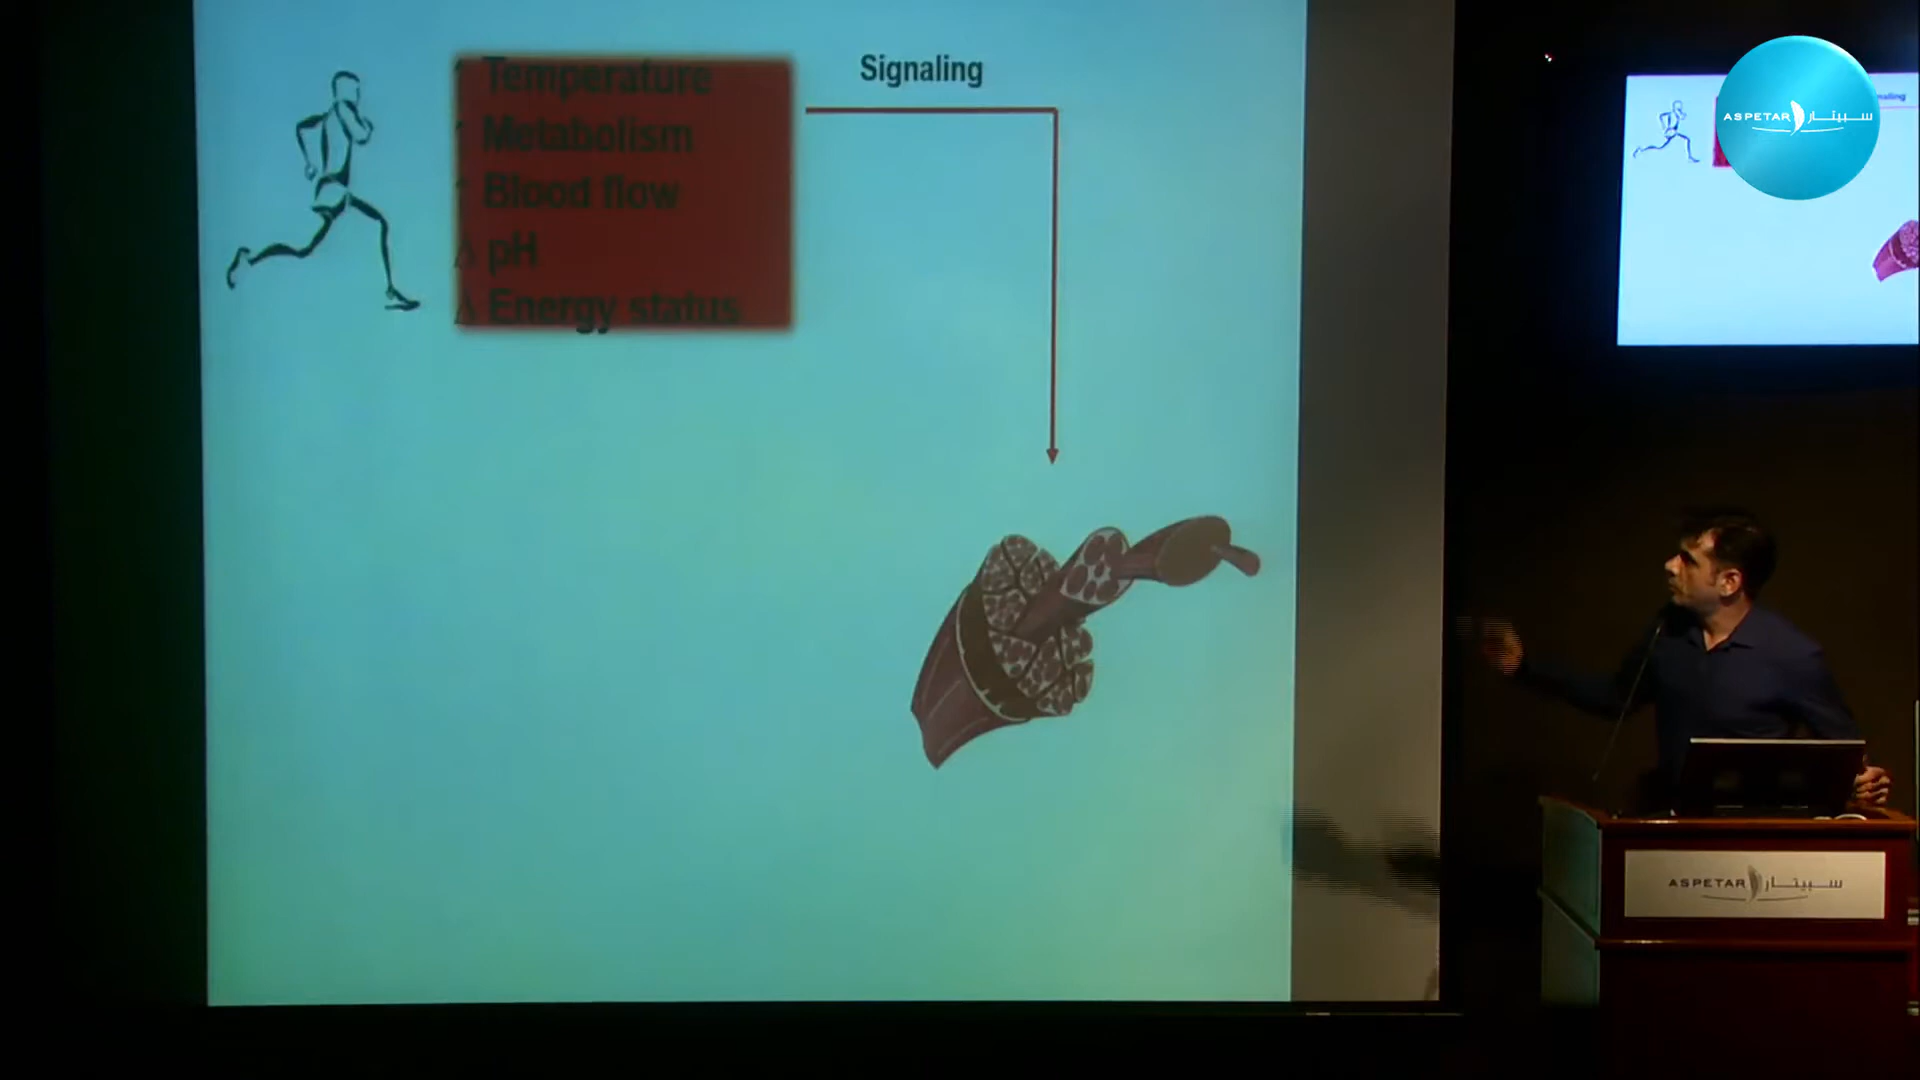 ↑ Temperature
↑ Metabolism
↑ Blood flow
Δ pH
Δ Energy status
Signaling
ASPETAR سبيتار
ASPETAR سبيتار